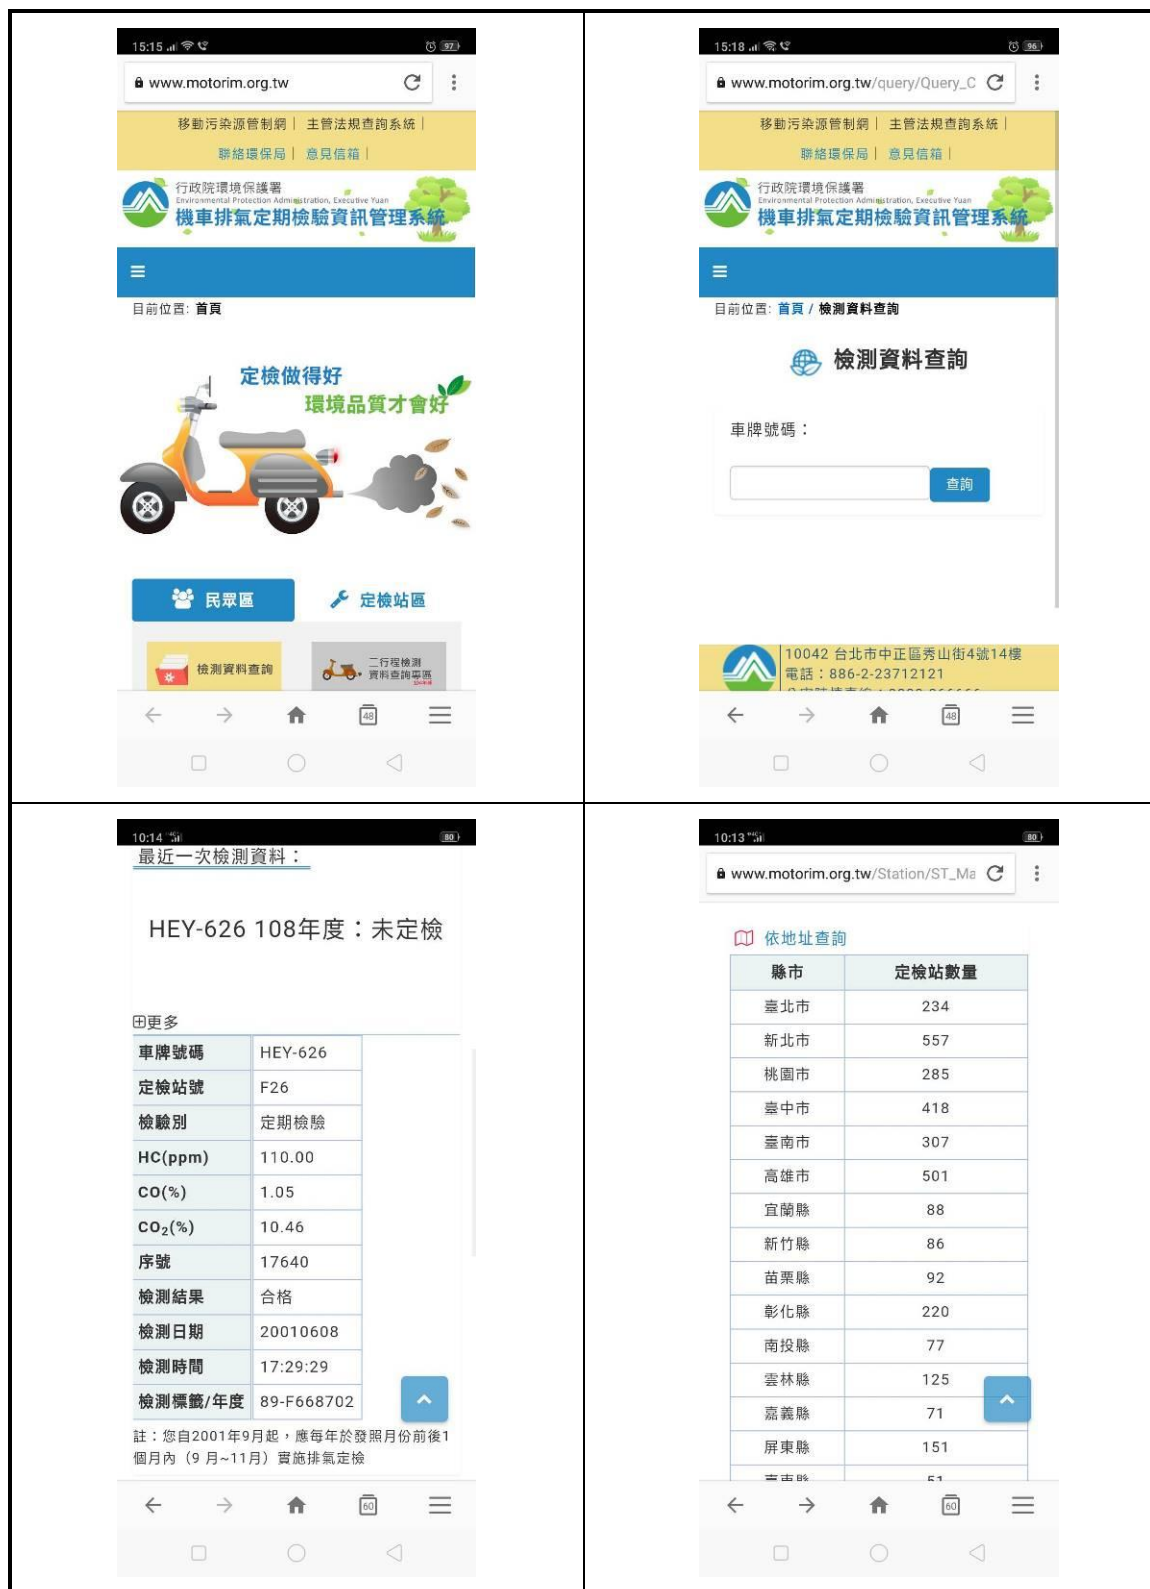 15:15
97
www.motorim.org.tw
移動污染源管制網｜ 主管法規查詢系統｜
聯絡環保局｜ 意見信箱｜
行政院環境保護署
Environmental Protection Administration, Executive Yuan
機車排氣定期檢驗資訊管理系統
目前位置: 首頁
定檢做得好
環境品質才會好
民眾區
定檢站區
檢測資料查詢
二行程檢測
資料查詢專區
48
15:18
96
www.motorim.org.tw/query/Query_C
移動污染源管制網｜ 主管法規查詢系統｜
聯絡環保局｜ 意見信箱｜
行政院環境保護署
Environmental Protection Administration, Executive Yuan
機車排氣定期檢驗資訊管理系統
目前位置: 首頁 / 檢測資料查詢
檢測資料查詢
車牌號碼：
查詢
10042 台北市中正區秀山街4號14樓
電話：886-2-23712121
48
10:14
80
最近一次檢測資料：
HEY-626 108年度：未定檢
更多
車牌號碼 HEY-626
定檢站號 F26
檢驗別 定期檢驗
HC(ppm) 110.00
CO(%) 1.05
CO₂(%) 10.46
序號 17640
檢測結果 合格
檢測日期 20010608
檢測時間 17:29:29
檢測標籤/年度 89-F668702
註：您自2001年9月起，應每年於發照月份前後1
個月內（9 月~11月）實施排氣定檢
60
10:13
80
www.motorim.org.tw/Station/ST_Ma
依地址查詢
縣市 定檢站數量
臺北市 234
新北市 557
桃園市 285
臺中市 418
臺南市 307
高雄市 501
宜蘭縣 88
新竹縣 86
苗栗縣 92
彰化縣 220
南投縣 77
雲林縣 125
嘉義縣 71
屏東縣 151
臺東縣 51
60